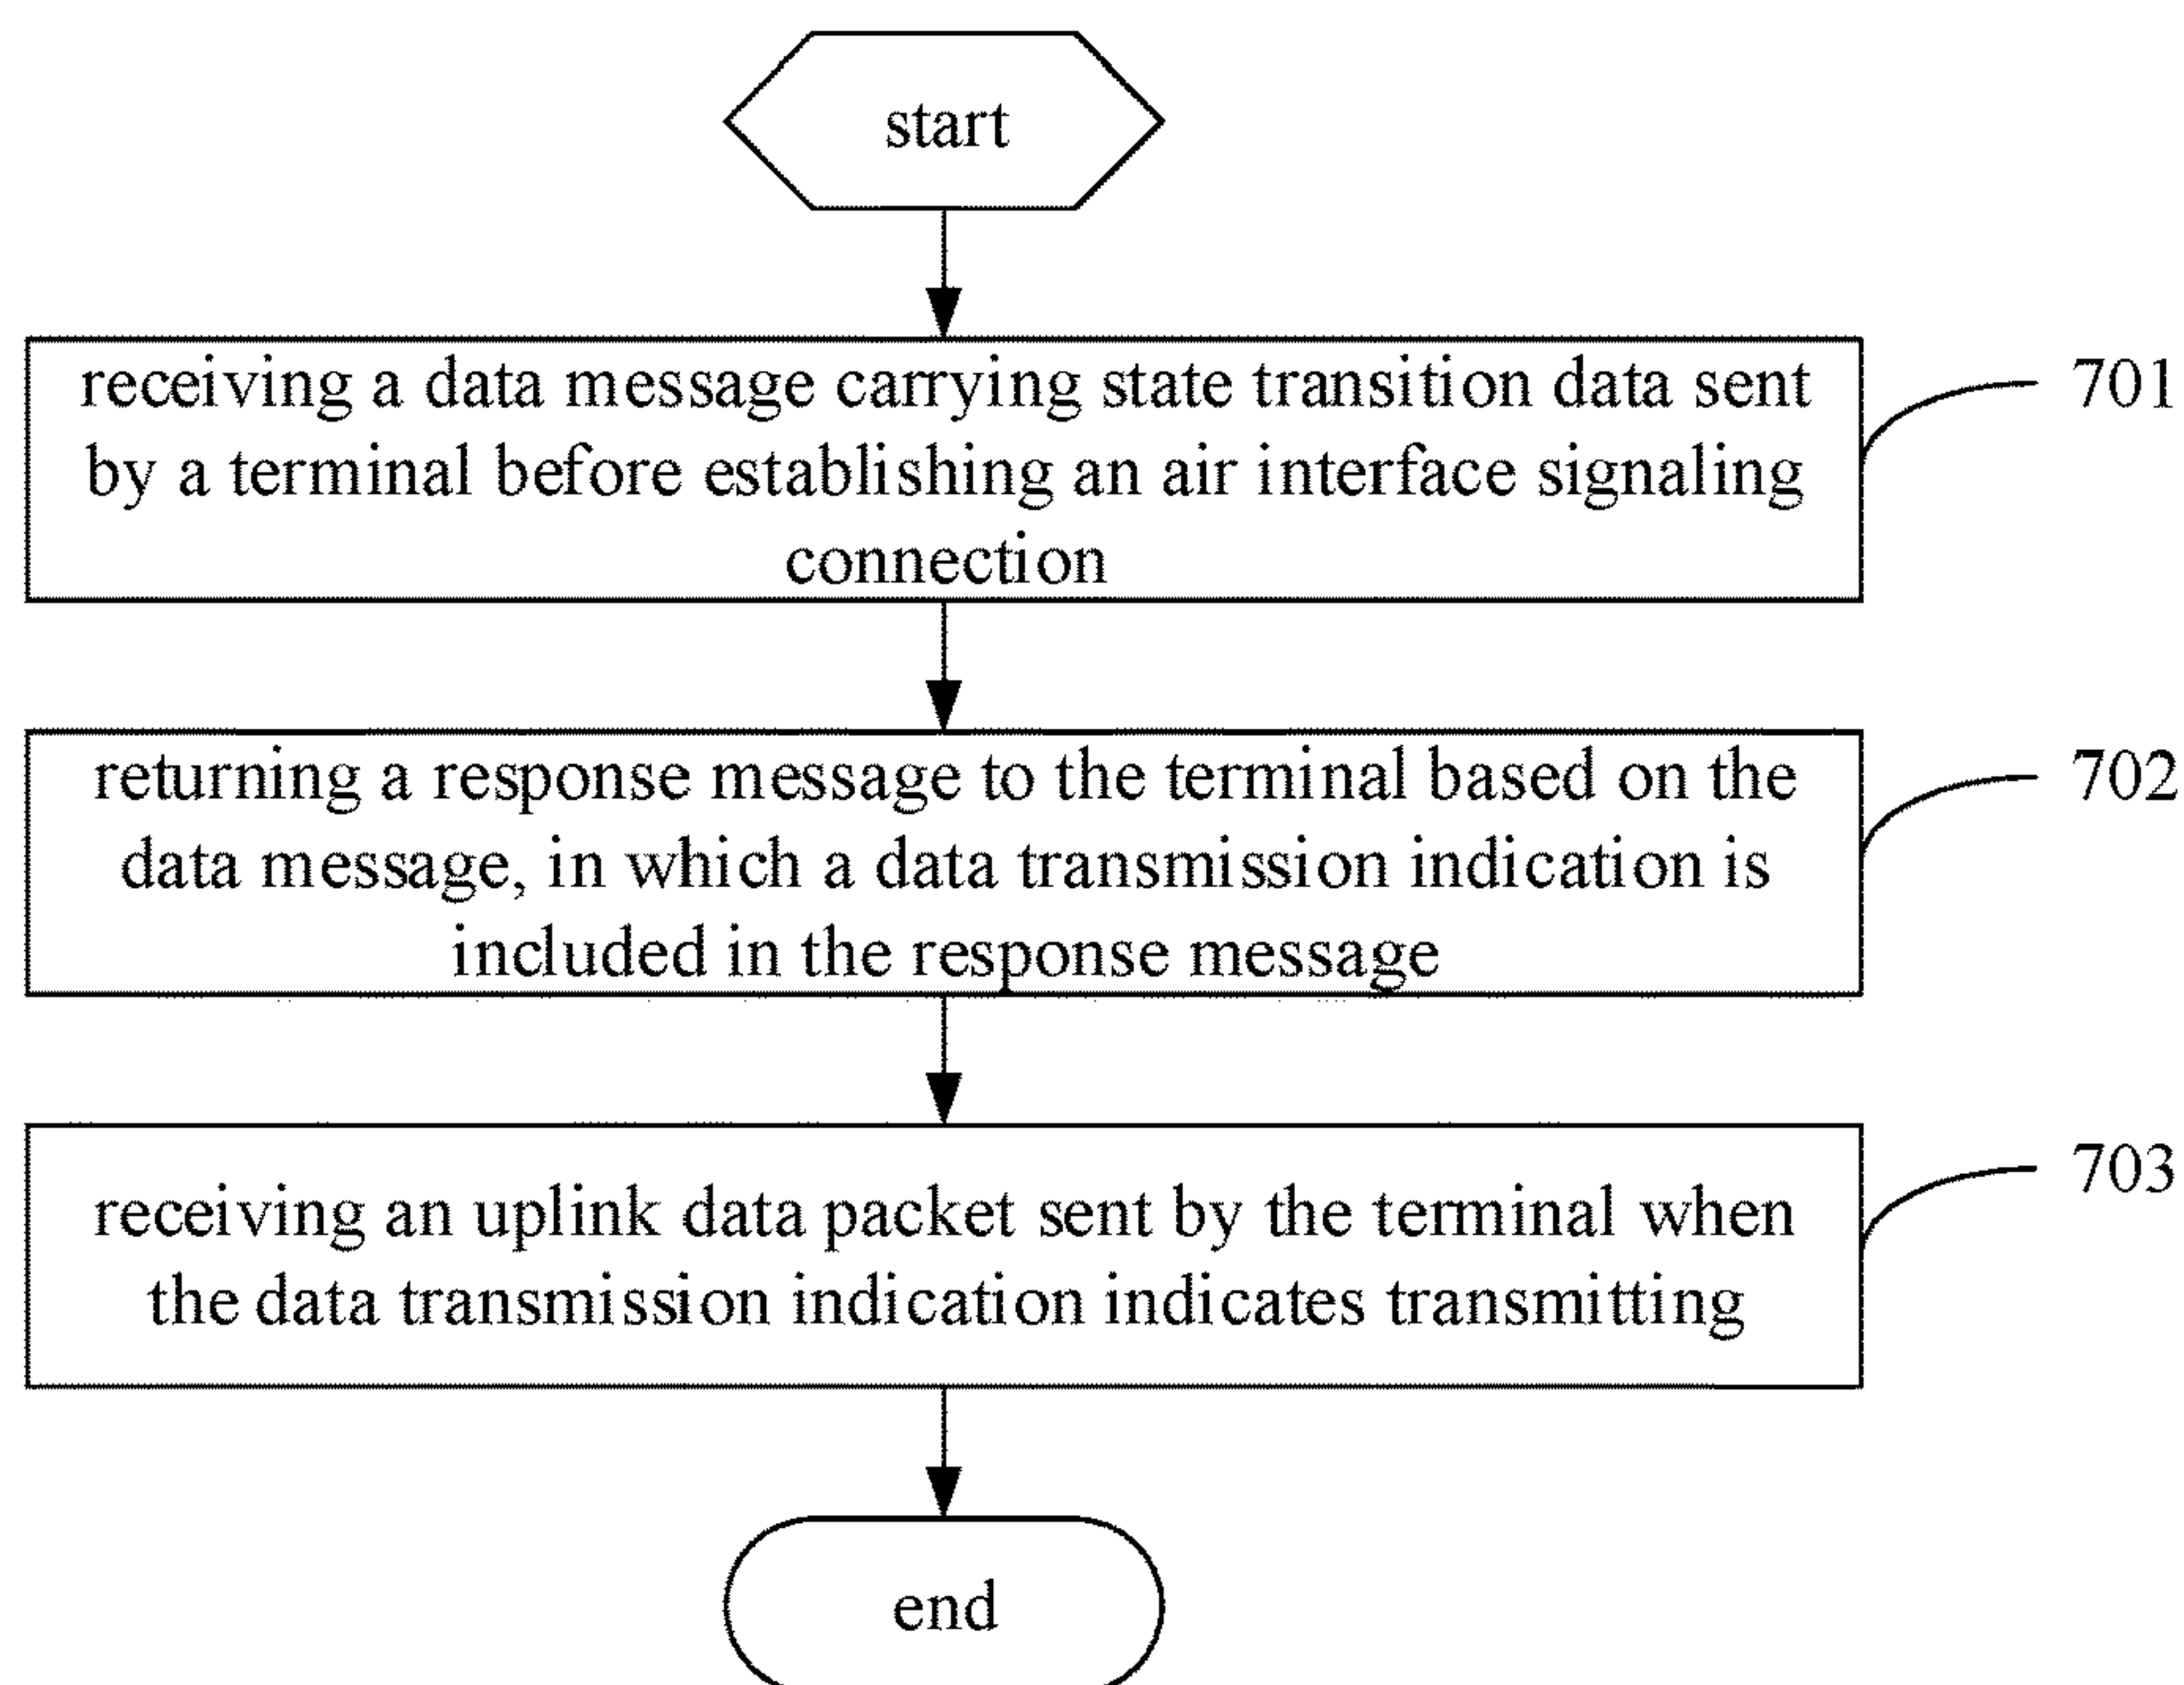 start
receiving a data message carrying state transition data sent
by a terminal before establishing an air interface signaling
connection
701
returning a response message to the terminal based on the
data message, in which a data transmission indication is
included in the response message
702
receiving an uplink data packet sent by the terminal when
the data transmission indication indicates transmitting
703
end